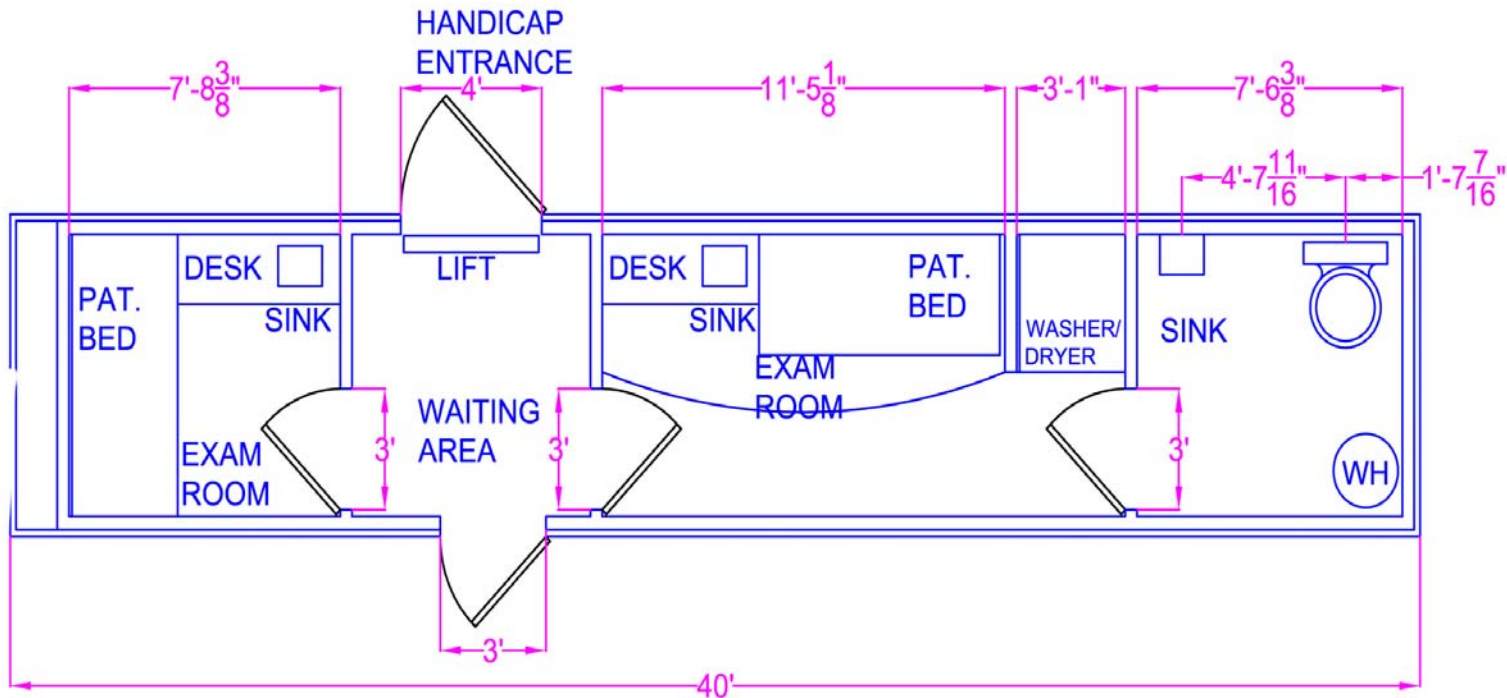 HANDICAP
ENTRANCE
7'-8 3/8"
4'
11'-5 1/8"
3'-1"
7'-6 3/8"
4'-7 11/16"
1'-7 7/16"
PAT.
BED
DESK
SINK
LIFT
DESK
SINK
PAT.
BED
WASHER/
DRYER
SINK
EXAM
ROOM
WAITING
AREA
EXAM
ROOM
3'
3'
3'
WH
3'
40'